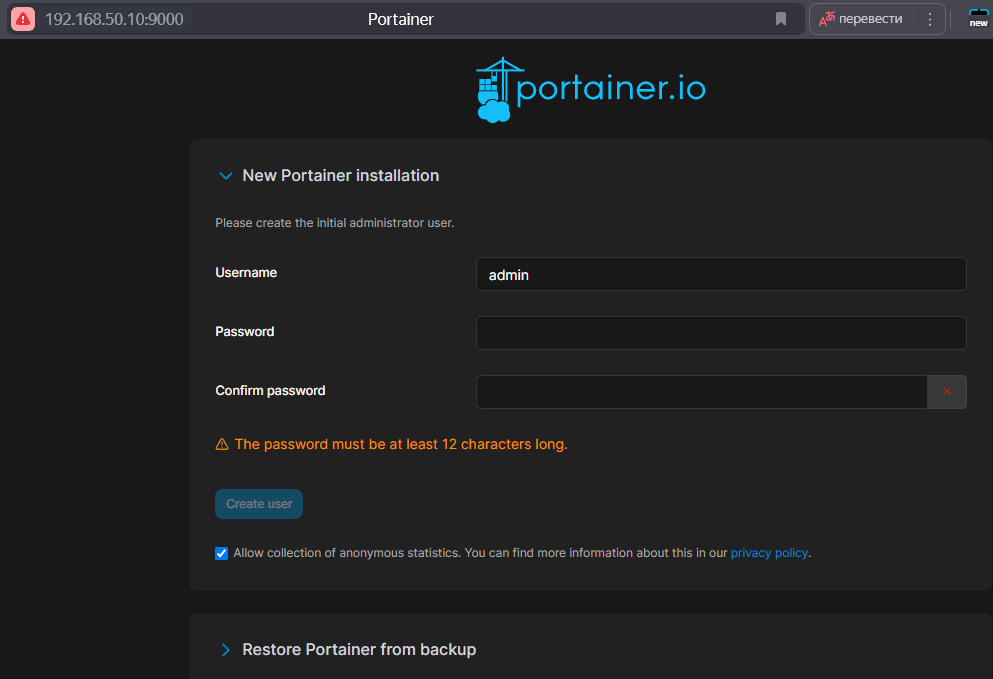 192.168.50.10:9000
Portainer
перевести
new
portainer.io
New Portainer installation
Please create the initial administrator user.
Username
admin
Password
Confirm password
The password must be at least 12 characters long.
Create user
Allow collection of anonymous statistics. You can find more information about this in our privacy policy.
Restore Portainer from backup